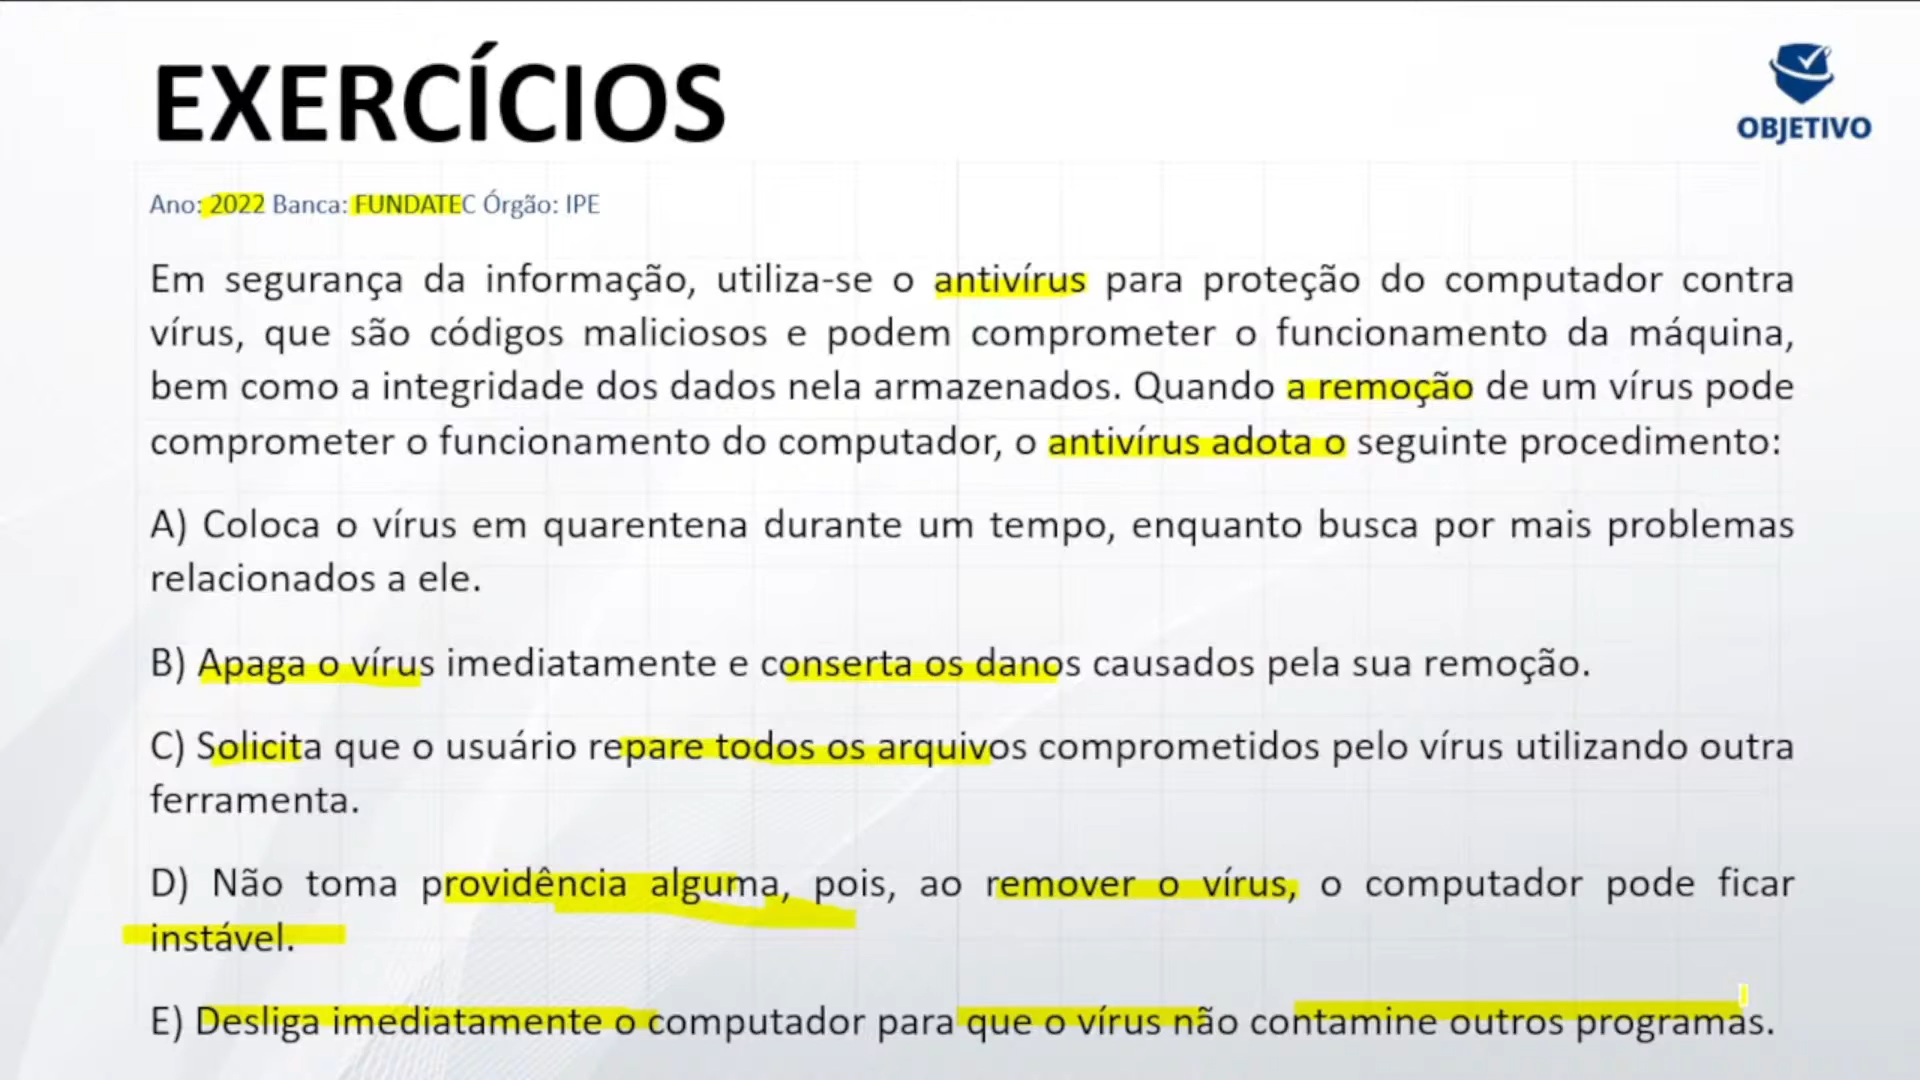 EXERCÍCIOS
OBJETIVO
Ano: 2022 Banca: FUNDATEC Órgão: IPE
Em segurança da informação, utiliza-se o antivírus para proteção do computador contra
vírus, que são códigos maliciosos e podem comprometer o funcionamento da máquina,
bem como a integridade dos dados nela armazenados. Quando a remoção de um vírus pode
comprometer o funcionamento do computador, o antivírus adota o seguinte procedimento:
A) Coloca o vírus em quarentena durante um tempo, enquanto busca por mais problemas
relacionados a ele.
B) Apaga o vírus imediatamente e conserta os danos causados pela sua remoção.
C) Solicita que o usuário repare todos os arquivos comprometidos pelo vírus utilizando outra
ferramenta.
D) Não toma providência alguma, pois, ao remover o vírus, o computador pode ficar
instável.
E) Desliga imediatamente o computador para que o vírus não contamine outros programas.